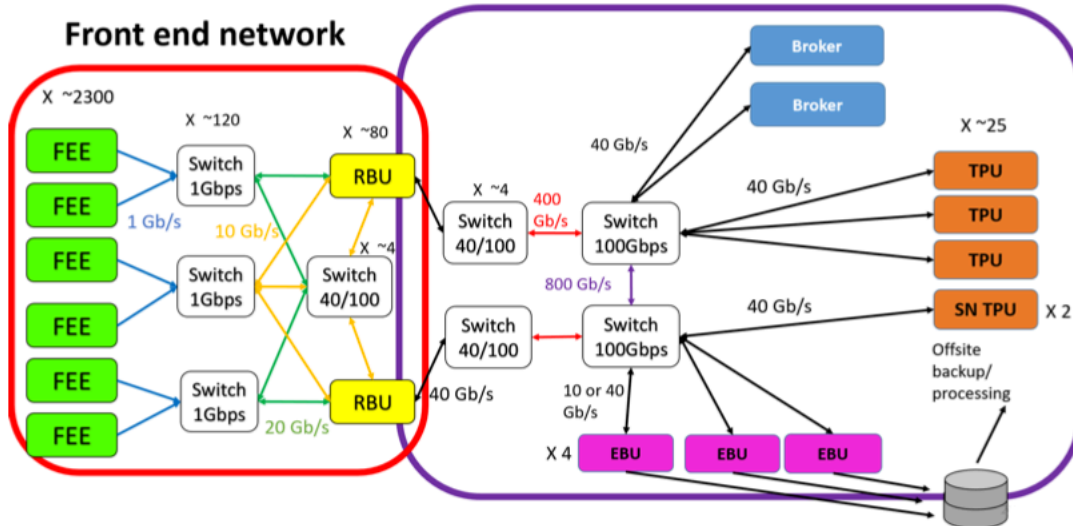 Front end network
X ~2300
FEE
FEE
FEE
FEE
FEE
FEE
1 Gb/s
X ~120
Switch
1Gbps
Switch
1Gbps
Switch
1Gbps
10 Gb/s
20 Gb/s
X ~80
RBU
X ~4
Switch
40/100
RBU
40 Gb/s
X ~4
Switch
40/100
Switch
40/100
400
Gb/s
Switch
100Gbps
800 Gb/s
Switch
100Gbps
40 Gb/s
Broker
Broker
40 Gb/s
X ~25
TPU
TPU
TPU
40 Gb/s
SN TPU
X 2
10 or 40
Gb/s
X 4
EBU
EBU
EBU
Offsite
backup/
processing